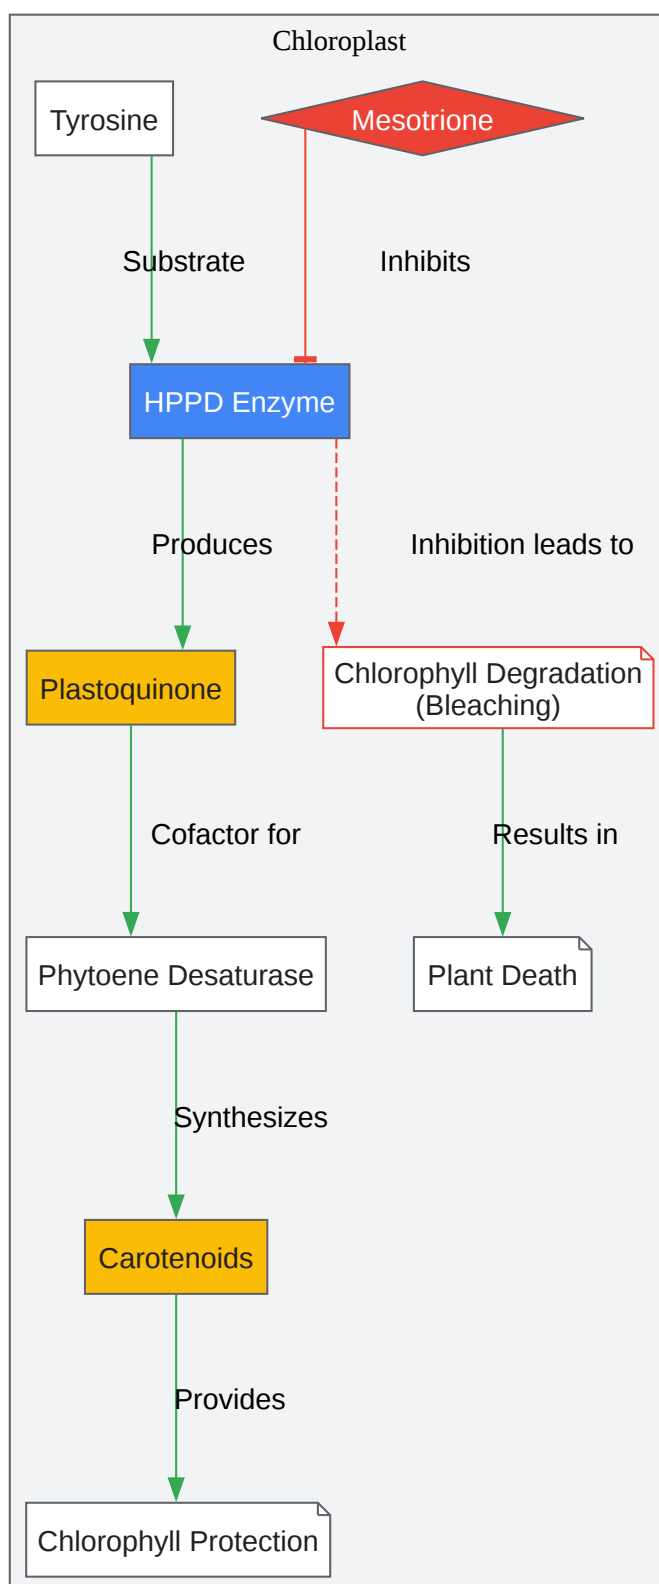 Chloroplast
Tyrosine
Mesotrione
Substrate
Inhibits
HPPD Enzyme
Produces
Inhibition leads to
Plastoquinone
Chlorophyll Degradation
(Bleaching)
Cofactor for
Results in
Phytoene Desaturase
Plant Death
Synthesizes
Carotenoids
Provides
Chlorophyll Protection